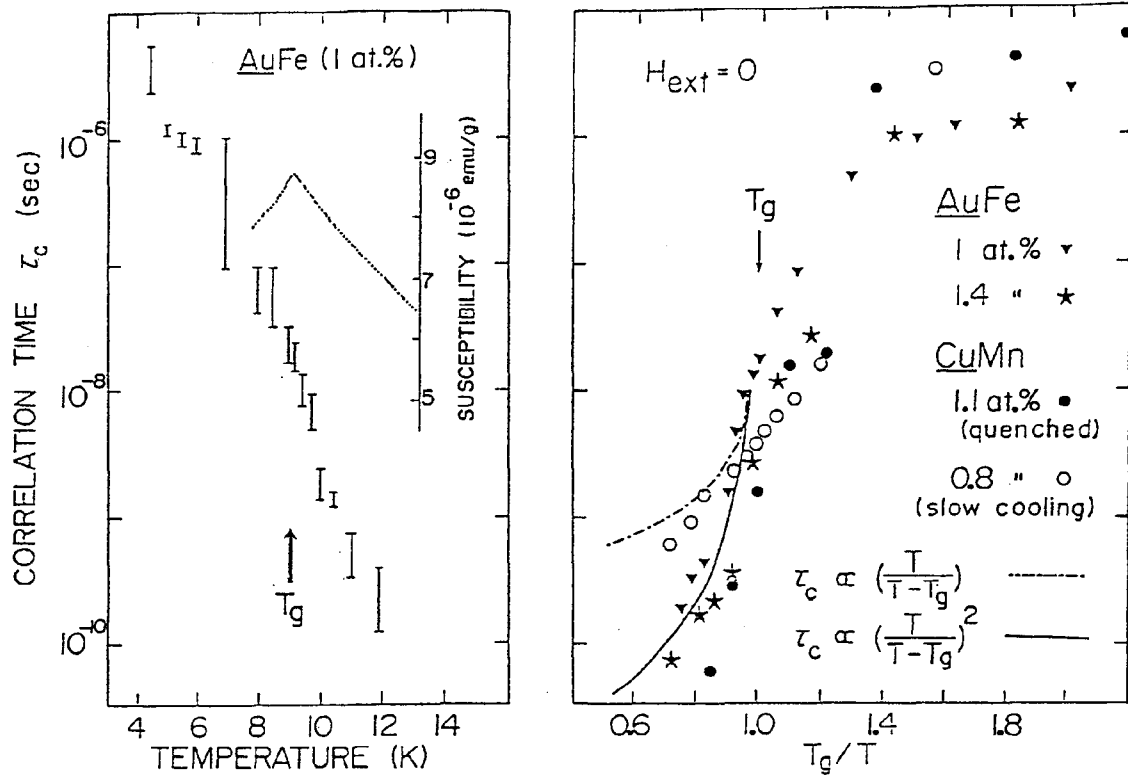 AuFe (1 at.%)
CORRELATION TIME τc (sec)
10⁻⁶
10⁻⁸
10⁻¹⁰
SUSCEPTIBILITY (10⁻⁶ emu/g)
9
7
5
Tg
4 6 8 10 12 14
TEMPERATURE (K)
Hext = 0
Tg
AuFe
1 at.%
1.4 "
CuMn
1.1 at.%
(quenched)
0.8 "
(slow cooling)
τc ∝ (T/(T-Tg))
τc ∝ (T/(T-Tg))²
0.6 1.0 1.4 1.8
Tg/T